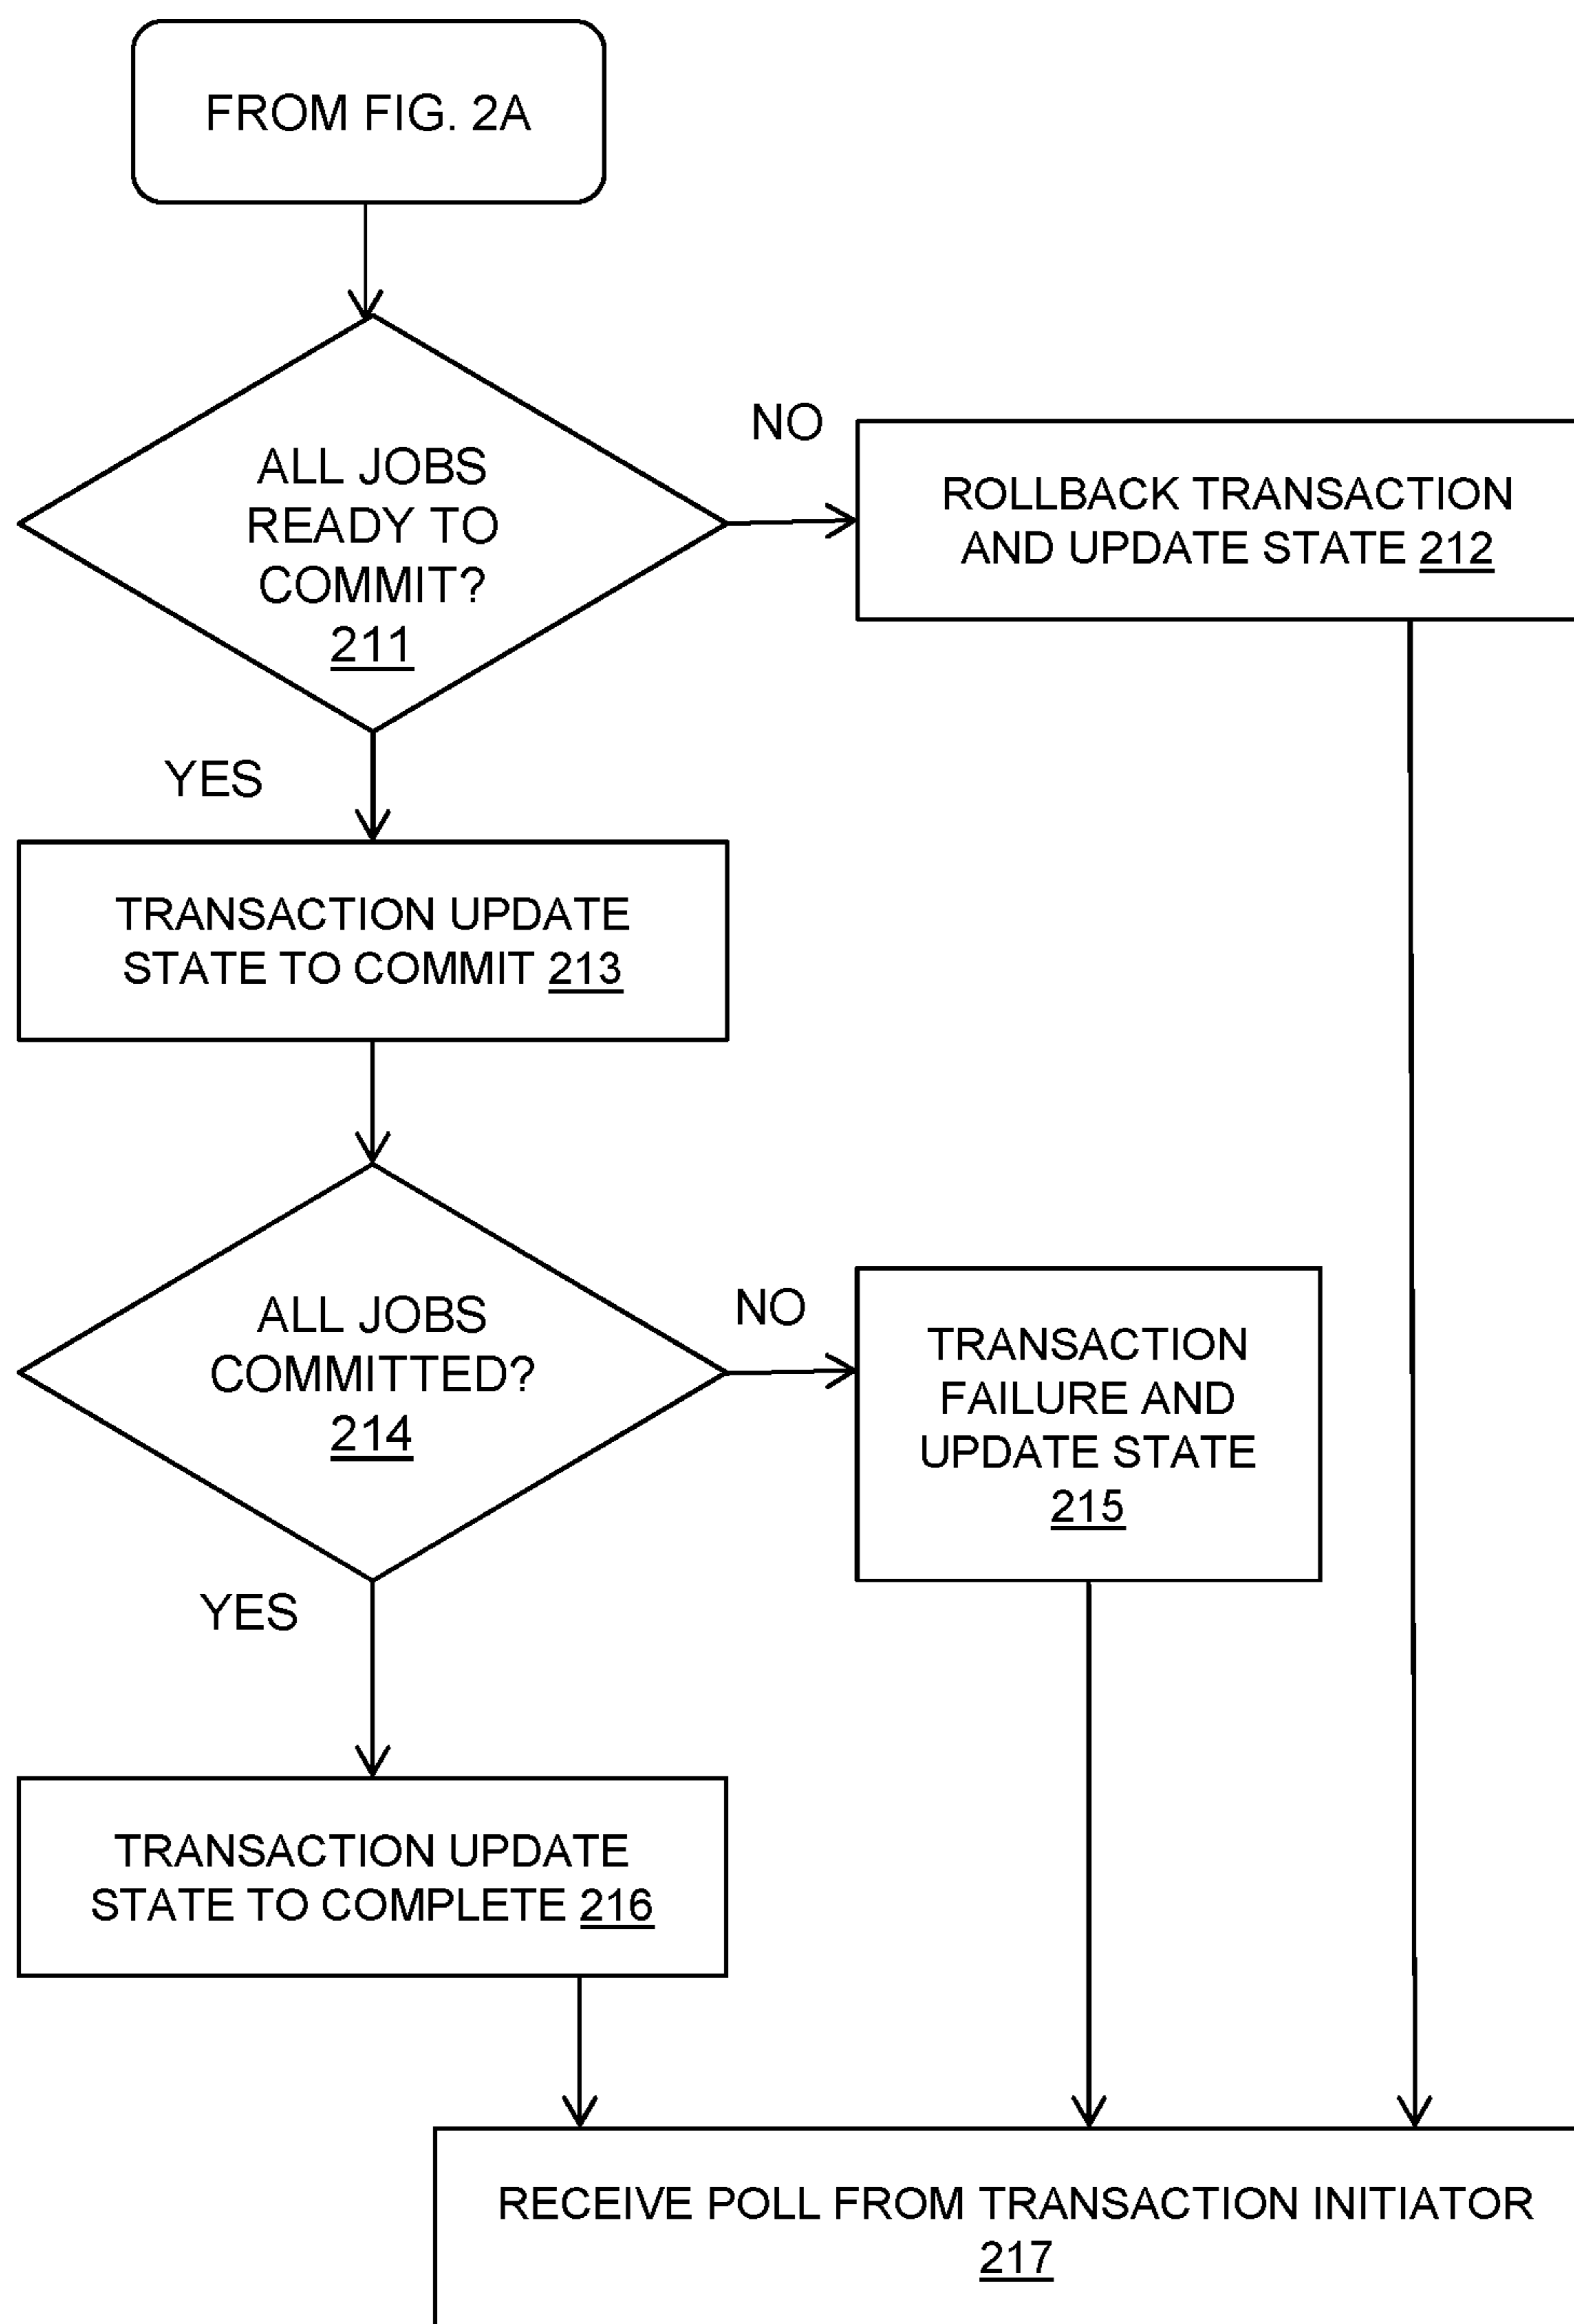 FROM FIG. 2A
ALL JOBS
READY TO
COMMIT?
211
NO
ROLLBACK TRANSACTION
AND UPDATE STATE 212
YES
TRANSACTION UPDATE
STATE TO COMMIT 213
ALL JOBS
COMMITTED?
214
NO
TRANSACTION
FAILURE AND
UPDATE STATE
215
YES
TRANSACTION UPDATE
STATE TO COMPLETE 216
RECEIVE POLL FROM TRANSACTION INITIATOR
217